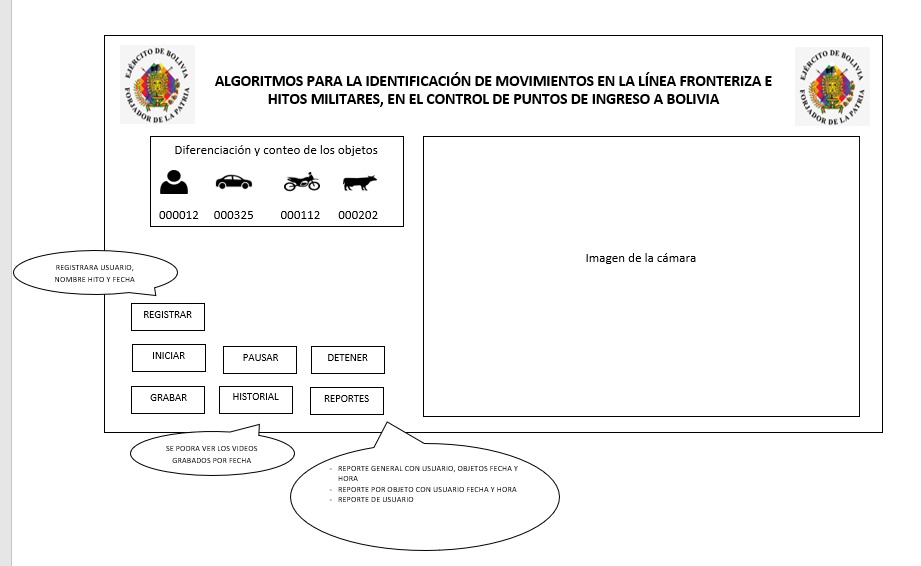 EJÉRCITO DE BOLIVIA
FORJADOR DE LA PATRIA
ALGORITMOS PARA LA IDENTIFICACIÓN DE MOVIMIENTOS EN LA LÍNEA FRONTERIZA E
HITOS MILITARES, EN EL CONTROL DE PUNTOS DE INGRESO A BOLIVIA
EJÉRCITO DE BOLIVIA
FORJADOR DE LA PATRIA
Diferenciación y conteo de los objetos
000012 000325 000112 000202
Imagen de la cámara
REGISTRARA USUARIO,
NOMBRE HITO Y FECHA
REGISTRAR
INICIAR PAUSAR DETENER
GRABAR HISTORIAL REPORTES
SE PODRA VER LOS VIDEOS
GRABADOS POR FECHA
- REPORTE GENERAL CON USUARIO, OBJETOS FECHA Y
HORA
- REPORTE POR OBJETO CON USUARIO FECHA Y HORA
- REPORTE DE USUARIO